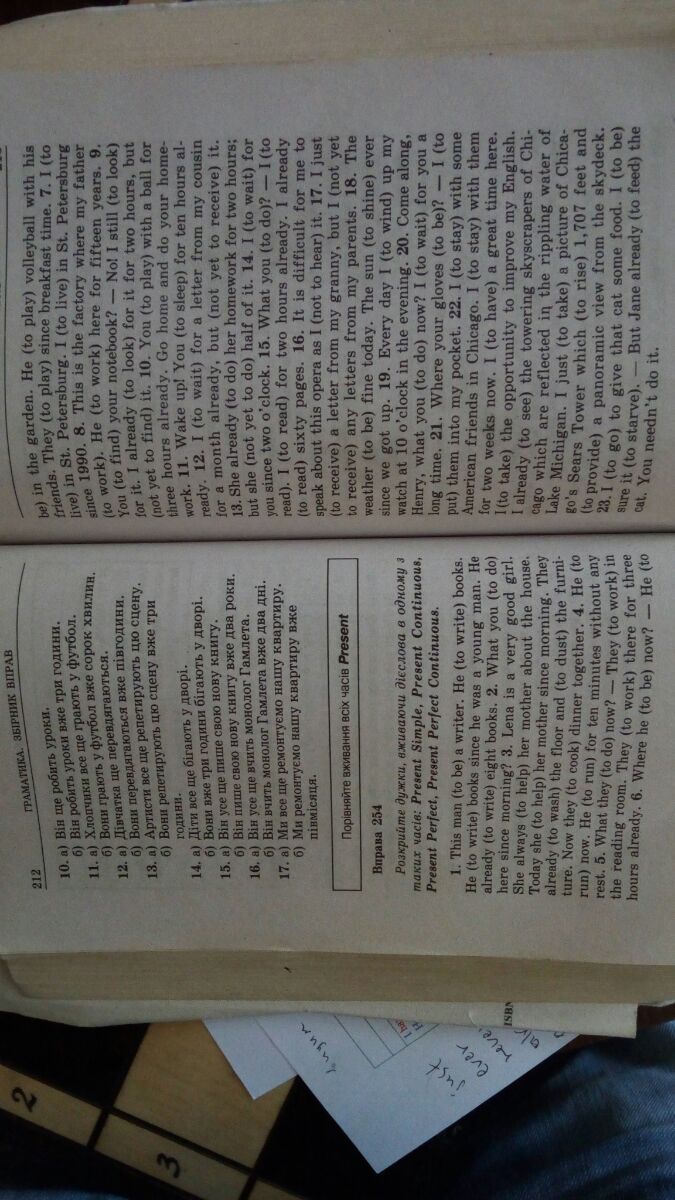 212
ГРАМАТИКА. ЗБІРНИК ВПРАВ
10. а) Він ще робить уроки.
б) Він робить уроки вже три години.
11. а) Хлопчики все ще грають у футбол.
б) Вони грають у футбол вже сорок хвилин.
12. а) Дівчатка ще перевдягаються.
б) Вони перевдягаються вже півгодини.
13. а) Артисти все ще репетирують цю сцену.
б) Вони репетирують цю сцену вже три
години.
14. а) Діти все ще бігають у дворі.
б) Вони вже три години бігають у дворі.
15. а) Він усе ще пише свою нову книгу.
б) Він пише свою нову книгу вже два роки.
16. а) Він усе ще вчить монолог Гамлета.
б) Він вчить монолог Гамлета вже два дні.
17. а) Ми все ще ремонтуємо нашу квартиру.
б) Ми ремонтуємо нашу квартиру вже
півмісяця.
Порівняйте вживання всіх часів Present
Вправа 254
Розкрийте дужки, вживаючи дієслова в одному з
таких часів: Present Simple, Present Continuous,
Present Perfect, Present Perfect Continuous.
1. This man (to be) a writer. He (to write) books.
He (to write) books since he was a young man. He
already (to write) eight books. 2. What you (to do)
here since morning? 3. Lena is a very good girl.
She always (to help) her mother about the house.
Today she (to help) her mother since morning. They
already (to wash) the floor and (to dust) the furni-
ture. Now they (to cook) dinner together. 4. He (to
run) now. He (to run) for ten minutes without any
rest. 5. What they (to do) now? — They (to work) in
the reading room. They (to work) there for three
hours already. 6. Where he (to be) now? — He (to
be) in the garden. He (to play) volleyball with his
friends. They (to play) since breakfast time. 7. I (to
live) in St. Petersburg. I (to live) in St. Petersburg
since 1990. 8. This is the factory where my father
(to work). He (to work) here for fifteen years. 9.
You (to find) your notebook? — No! I still (to look)
for it. I already (to look) for it for two hours, but
(not yet to find) it. 10. You (to play) with a ball for
three hours already. Go home and do your home-
work. 11. Wake up! You (to sleep) for ten hours al-
ready. 12. I (to wait) for a letter from my cousin
for a month already, but (not yet to receive) it.
13. She already (to do) her homework for two hours;
but she (not yet to do) half of it. 14. I (to wait) for
you since two o'clock. 15. What you (to do)? — I (to
read). I (to read) for two hours already. I already
(to read) sixty pages. 16. It is difficult for me to
speak about this opera as I (not to hear) it. 17. I just
(to receive) a letter from my granny, but I (not yet
to receive) any letters from my parents. 18. The
weather (to be) fine today. The sun (to shine) ever
since we got up. 19. Every day I (to wind) up my
watch at 10 o'clock in the evening. 20. Come along,
Henry, what you (to do) now? I (to wait) for you a
long time. 21. Where your gloves (to be)? — I (to
put) them into my pocket. 22. I (to stay) with some
American friends in Chicago. I (to stay) with them
for two weeks now. I (to have) a great time here.
I (to take) the opportunity to improve my English.
I already (to see) the towering skyscrapers of Chi-
cago which are reflected in the rippling water of
Lake Michigan. I just (to take) a picture of Chica-
go's Sears Tower which (to rise) 1,707 feet and
(to provide) a panoramic view from the skydeck.
23. I (to go) to give that cat some food. I (to be)
sure it (to starve). — But Jane already (to feed) the
cat. You needn't do it.
ISBN
2
3
just
ever
never